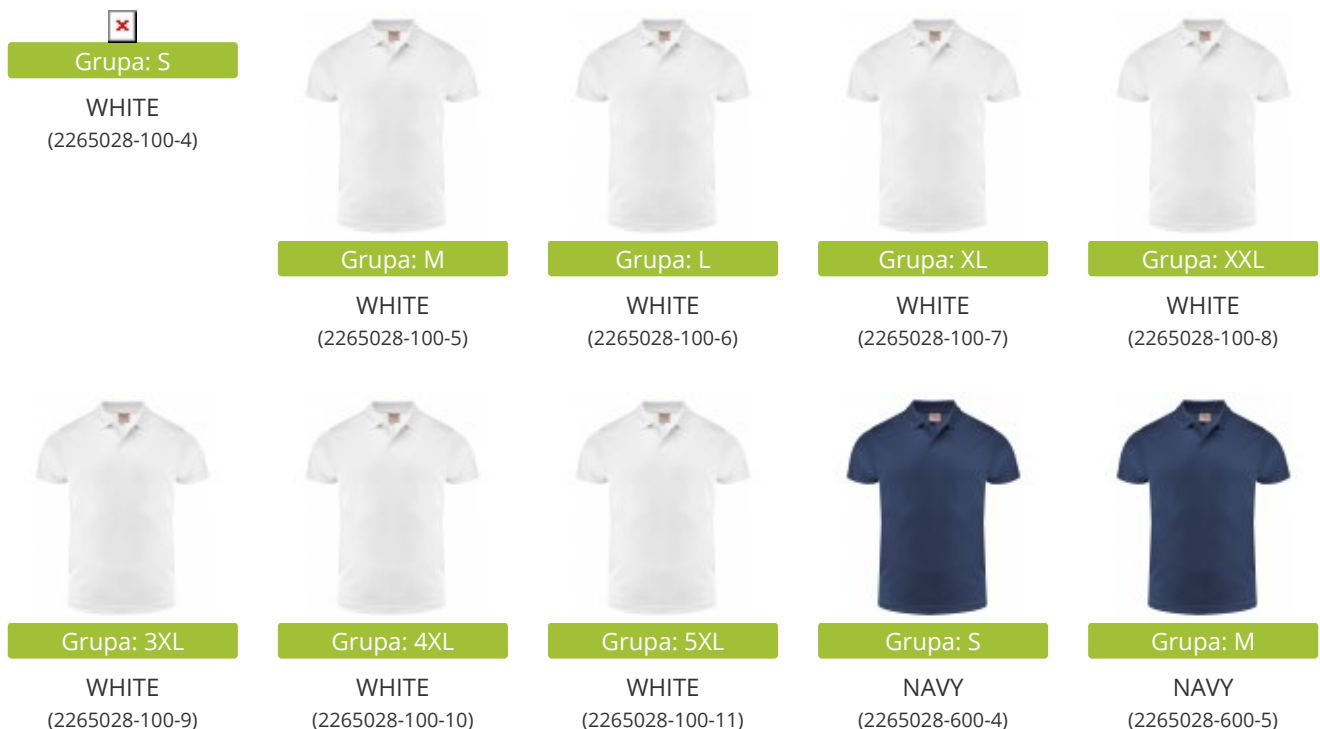 Grupa: S
WHITE
(2265028-100-4)
Grupa: M
WHITE
(2265028-100-5)
Grupa: L
WHITE
(2265028-100-6)
Grupa: XL
WHITE
(2265028-100-7)
Grupa: XXL
WHITE
(2265028-100-8)
Grupa: 3XL
WHITE
(2265028-100-9)
Grupa: 4XL
WHITE
(2265028-100-10)
Grupa: 5XL
WHITE
(2265028-100-11)
Grupa: S
NAVY
(2265028-600-4)
Grupa: M
NAVY
(2265028-600-5)